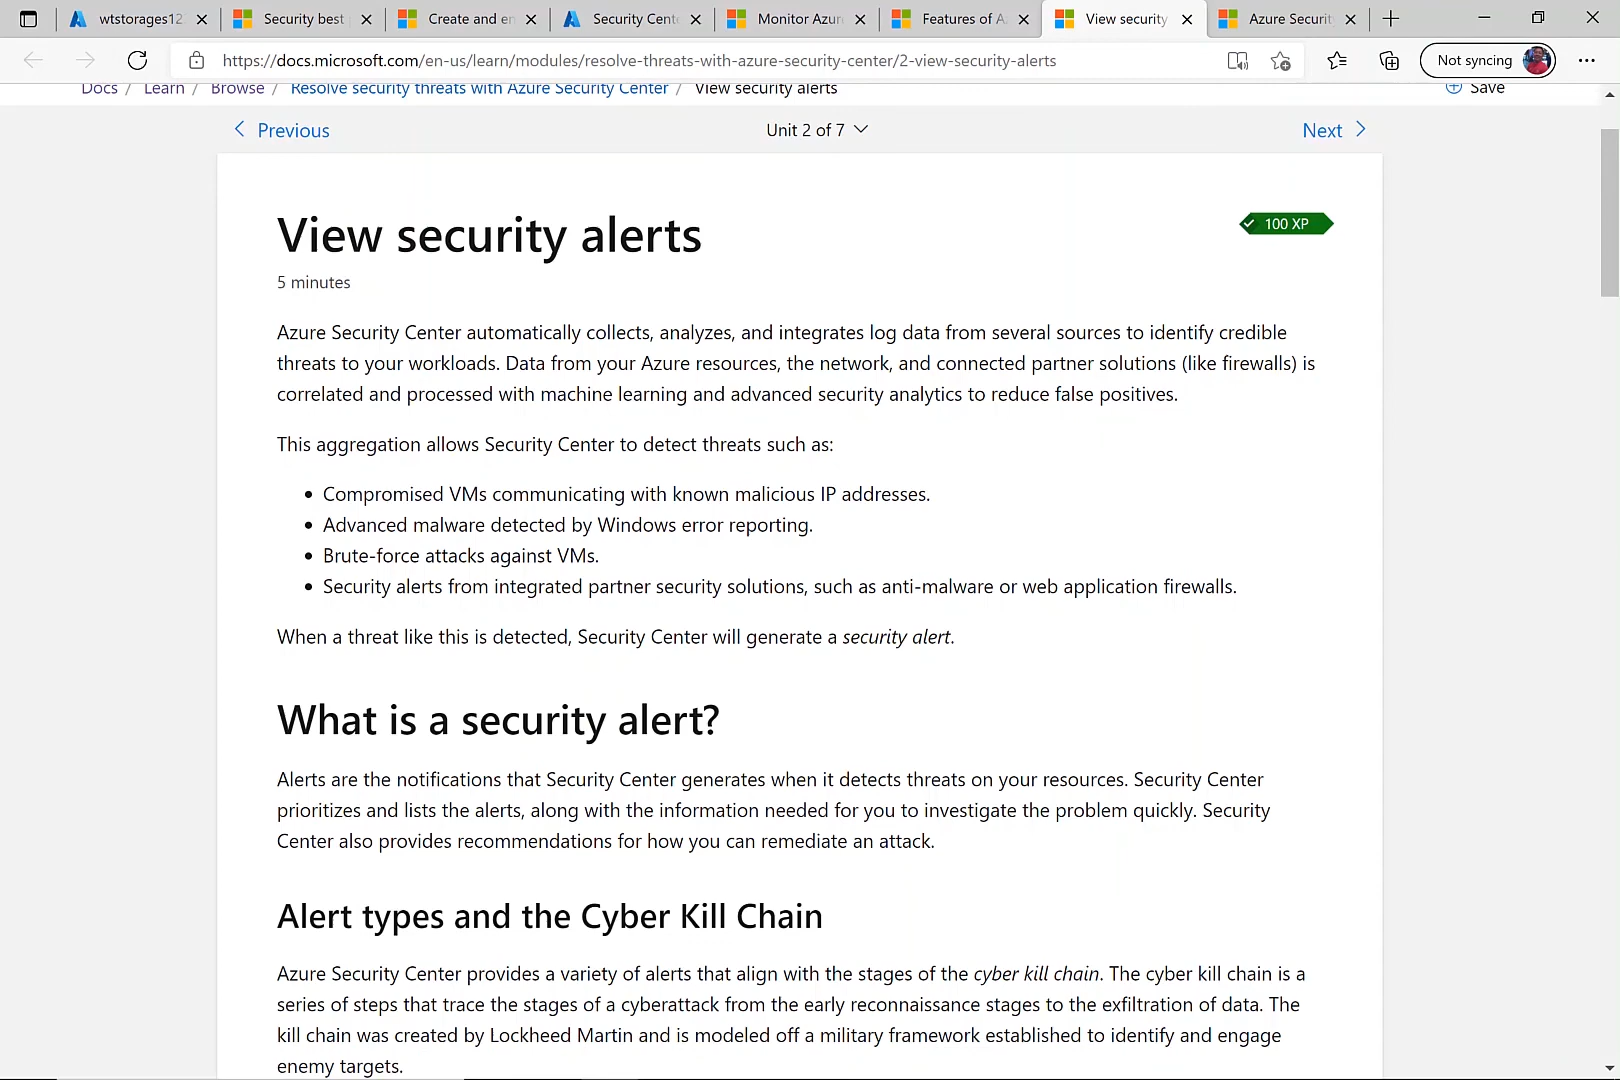 wtstorages12
Security best
Create and en
Security Cent
Monitor Azur
Features of A
View security
Azure Securit
https://docs.microsoft.com/en-us/learn/modules/resolve-threats-with-azure-security-center/2-view-security-alerts
Not syncing
Docs / Learn / Browse / Resolve security threats with Azure Security Center / View security alerts
Save
Previous
Unit 2 of 7
Next
View security alerts
100 XP
5 minutes
Azure Security Center automatically collects, analyzes, and integrates log data from several sources to identify credible
threats to your workloads. Data from your Azure resources, the network, and connected partner solutions (like firewalls) is
correlated and processed with machine learning and advanced security analytics to reduce false positives.
This aggregation allows Security Center to detect threats such as:
• Compromised VMs communicating with known malicious IP addresses.
• Advanced malware detected by Windows error reporting.
• Brute-force attacks against VMs.
• Security alerts from integrated partner security solutions, such as anti-malware or web application firewalls.
When a threat like this is detected, Security Center will generate a security alert.
What is a security alert?
Alerts are the notifications that Security Center generates when it detects threats on your resources. Security Center
prioritizes and lists the alerts, along with the information needed for you to investigate the problem quickly. Security
Center also provides recommendations for how you can remediate an attack.
Alert types and the Cyber Kill Chain
Azure Security Center provides a variety of alerts that align with the stages of the cyber kill chain. The cyber kill chain is a
series of steps that trace the stages of a cyberattack from the early reconnaissance stages to the exfiltration of data. The
kill chain was created by Lockheed Martin and is modeled off a military framework established to identify and engage
enemy targets.